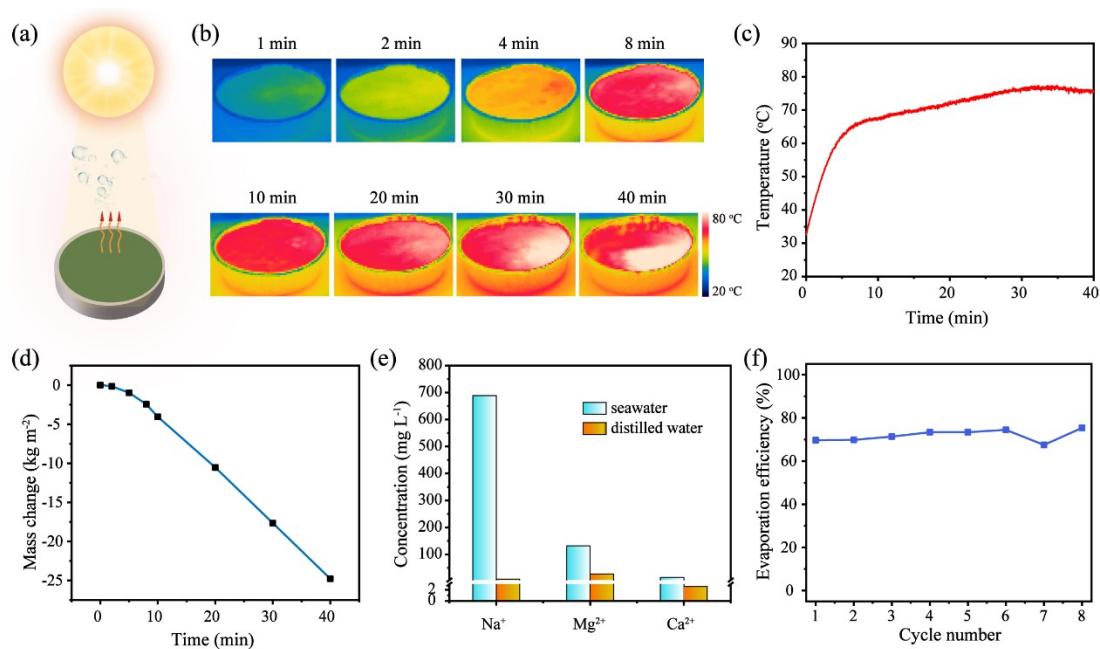 (a)
(b)
1 min
2 min
4 min
8 min
10 min
20 min
30 min
40 min
80 °C
20 °C
(c)
Temperature (°C)
90
80
70
60
50
40
30
20
0
10
20
30
40
Time (min)
(d)
Mass change (kg m⁻²)
0
-5
-10
-15
-20
-25
0
10
20
30
40
Time (min)
(e)
Concentration (mg L⁻¹)
800
700
600
500
400
300
200
100
2
0
seawater
distilled water
Na⁺
Mg²⁺
Ca²⁺
(f)
Evaporation efficiency (%)
100
80
60
40
20
0
1
2
3
4
5
6
7
8
Cycle number